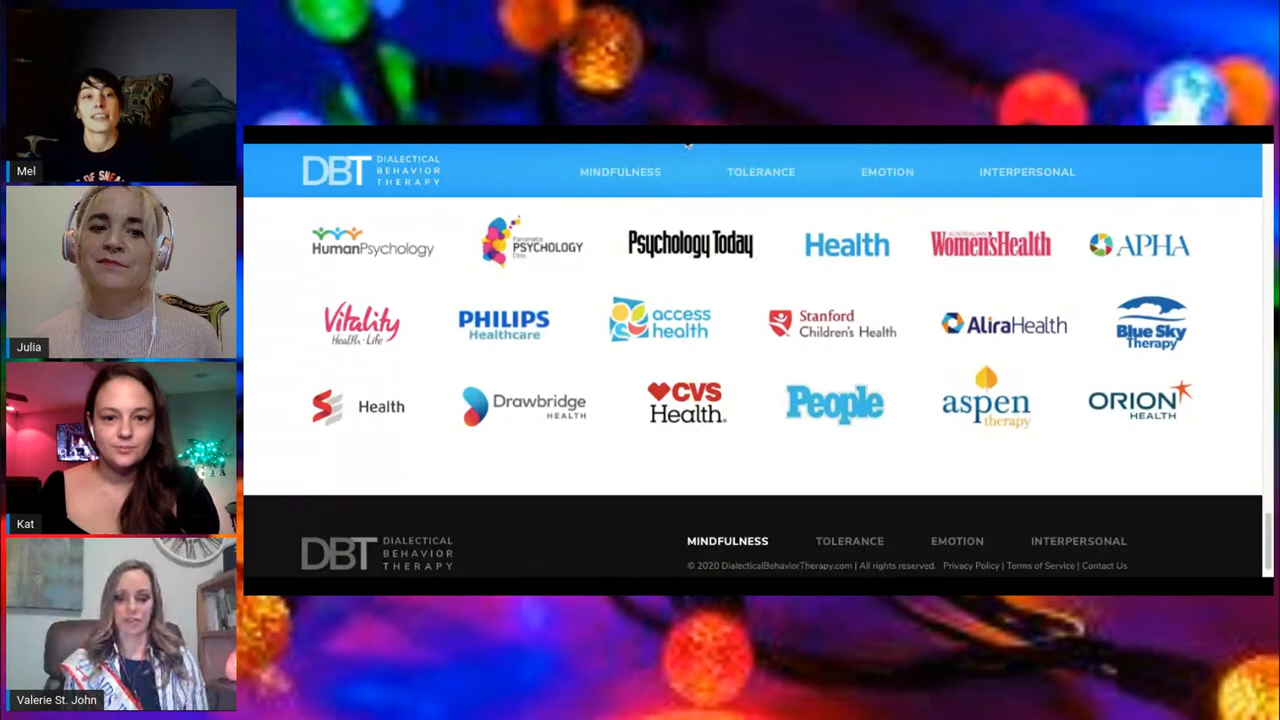 Mel
Julia
Kat
Valerie St. John
DBT DIALECTICAL
BEHAVIOR
THERAPY
MINDFULNESS TOLERANCE EMOTION INTERPERSONAL
HumanPsychology
PSYCHOLOGY
Psychology Today
Health
AUSTRALIAN
Women'sHealth
APHA
Vitality
Health · Life
PHILIPS
Healthcare
access
health
Stanford
Children's Health
AliraHealth
Blue Sky
Therapy
Health
Drawbridge
HEALTH
CVS
Health.
People
aspen
therapy
ORION
HEALTH
DBT DIALECTICAL
BEHAVIOR
THERAPY
MINDFULNESS TOLERANCE EMOTION INTERPERSONAL
© 2020 DialecticalBehaviorTherapy.com | All rights reserved. Privacy Policy | Terms of Service | Contact Us